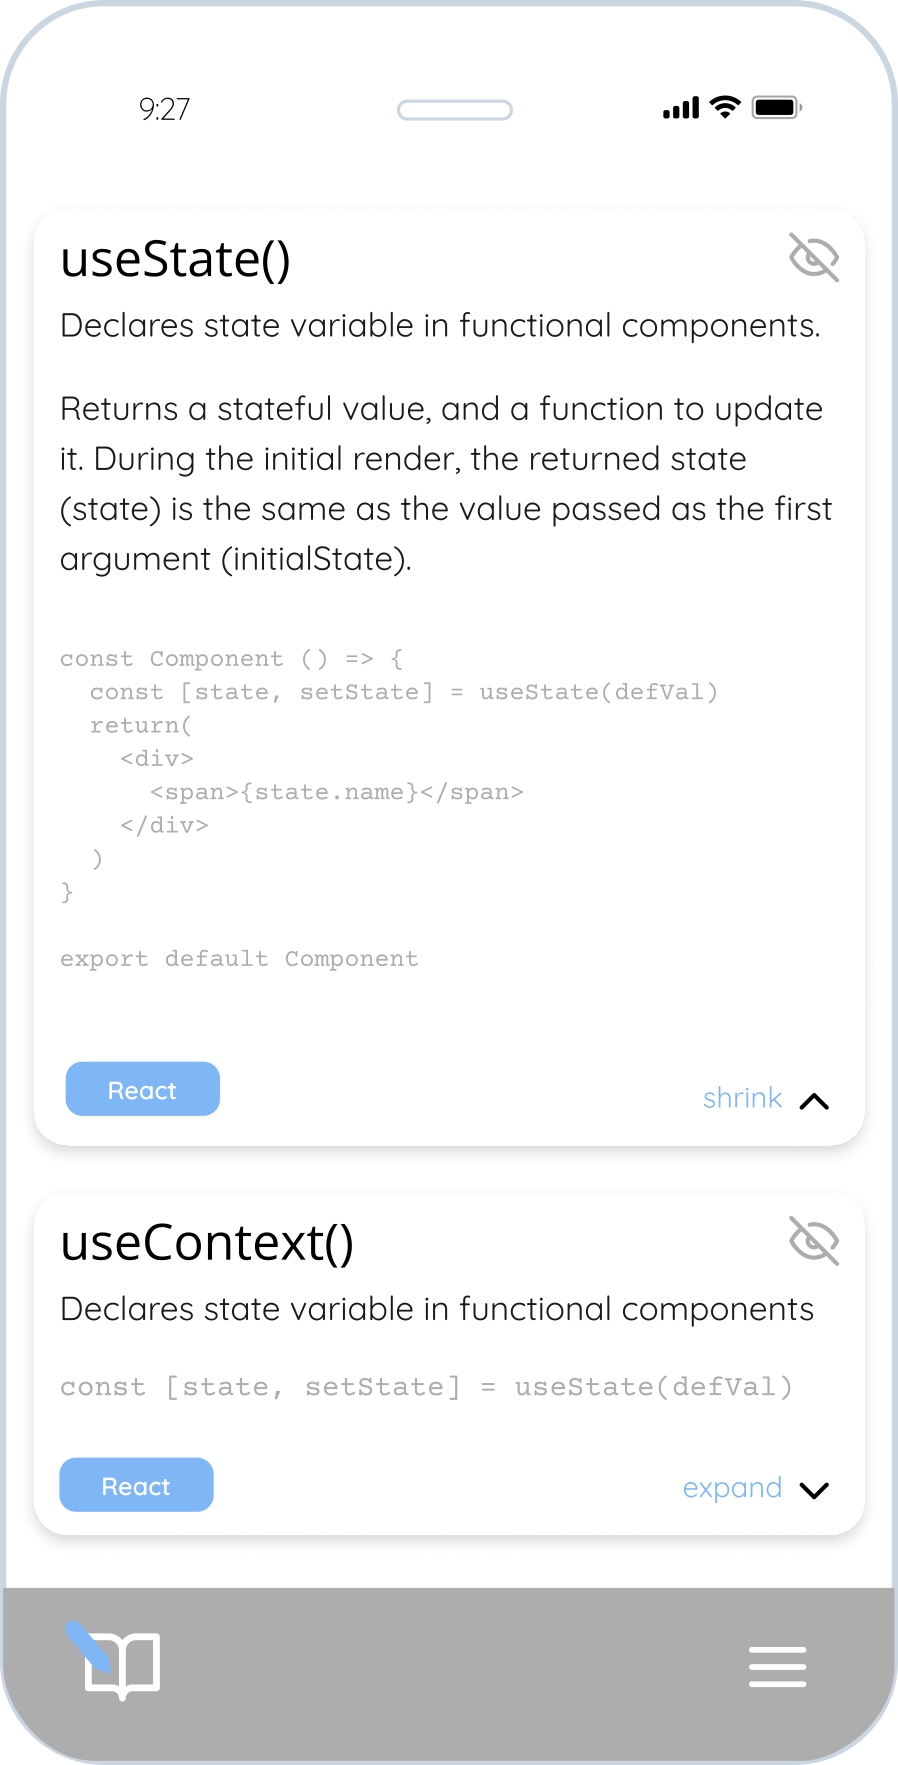 9:27
useState()
Declares state variable in functional components.
Returns a stateful value, and a function to update
it. During the initial render, the returned state
(state) is the same as the value passed as the first
argument (initialState).
const Component () => {
  const [state, setState] = useState(defVal)
  return(
    <div>
      <span>{state.name}</span>
    </div>
  )
}
export default Component
React
shrink
useContext()
Declares state variable in functional components
const [state, setState] = useState(defVal)
React
expand